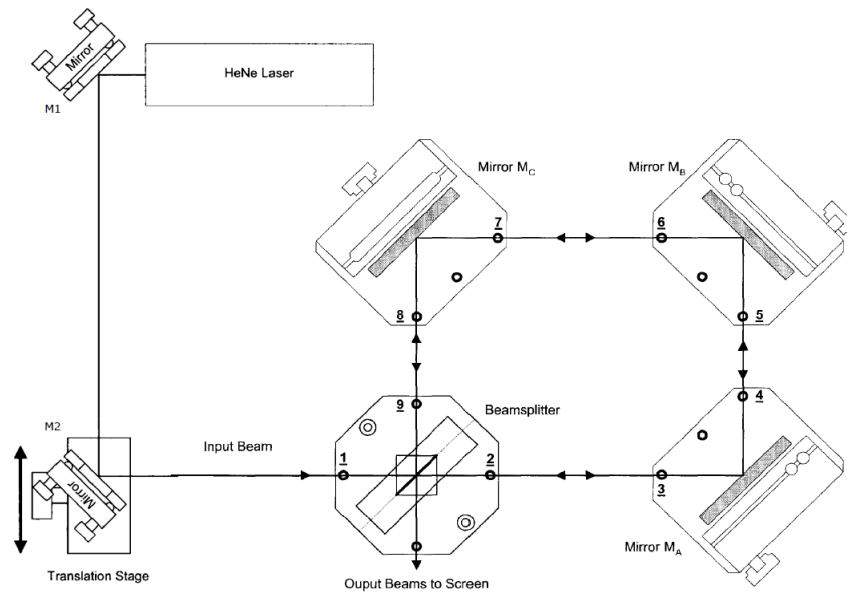 Mirror
HeNe Laser
M1
Mirror M_C
Mirror M_B
7
6
8
5
M2
9
Beamsplitter
4
Input Beam
1
2
3
Mirror
Mirror M_A
Translation Stage
Ouput Beams to Screen